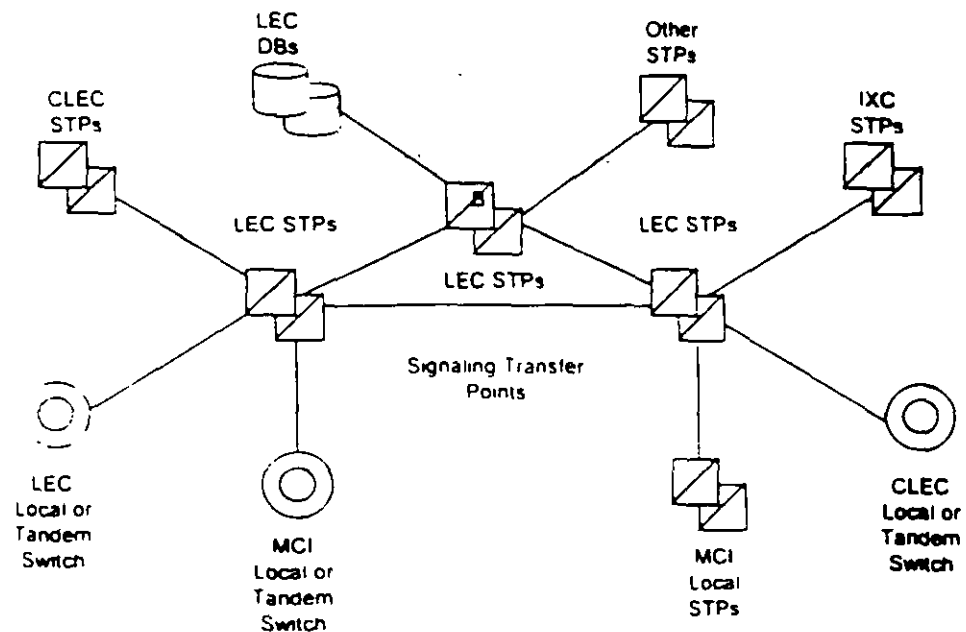 LEC
DBs
Other
STPs
CLEC
STPs
IXC
STPs
LEC STPs
LEC STPs
LEC STPs
Signaling Transfer
Points
LEC
Local or
Tandem
Switch
MCI
Local or
Tandem
Switch
MCI
Local
STPs
CLEC
Local or
Tandem
Switch